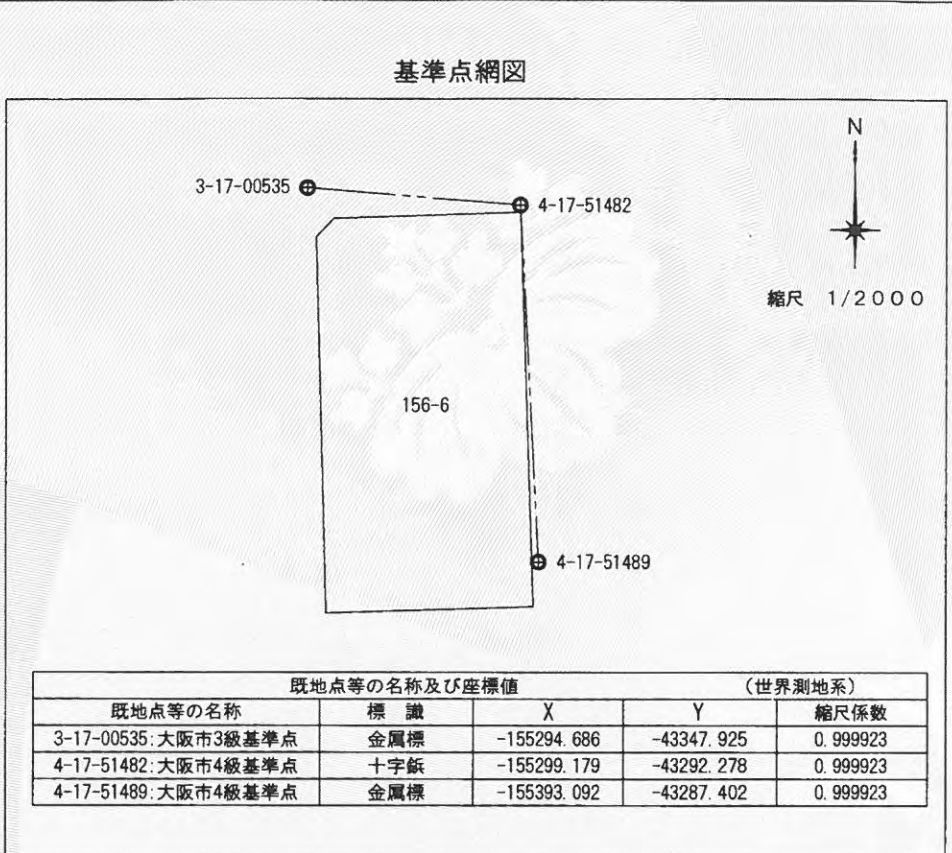 基準点網図
N
3-17-00535
4-17-51482
縮尺 1/2000
156-6
4-17-51489
既地点等の名称及び座標値 (世界測地系)
既地点等の名称 標 識 X Y 縮尺係数
3-17-00535:大阪市3級基準点 金属標 -155294.686 -43347.925 0.999923
4-17-51482:大阪市4級基準点 十字鋲 -155299.179 -43292.278 0.999923
4-17-51489:大阪市4級基準点 金属標 -155393.092 -43287.402 0.999923